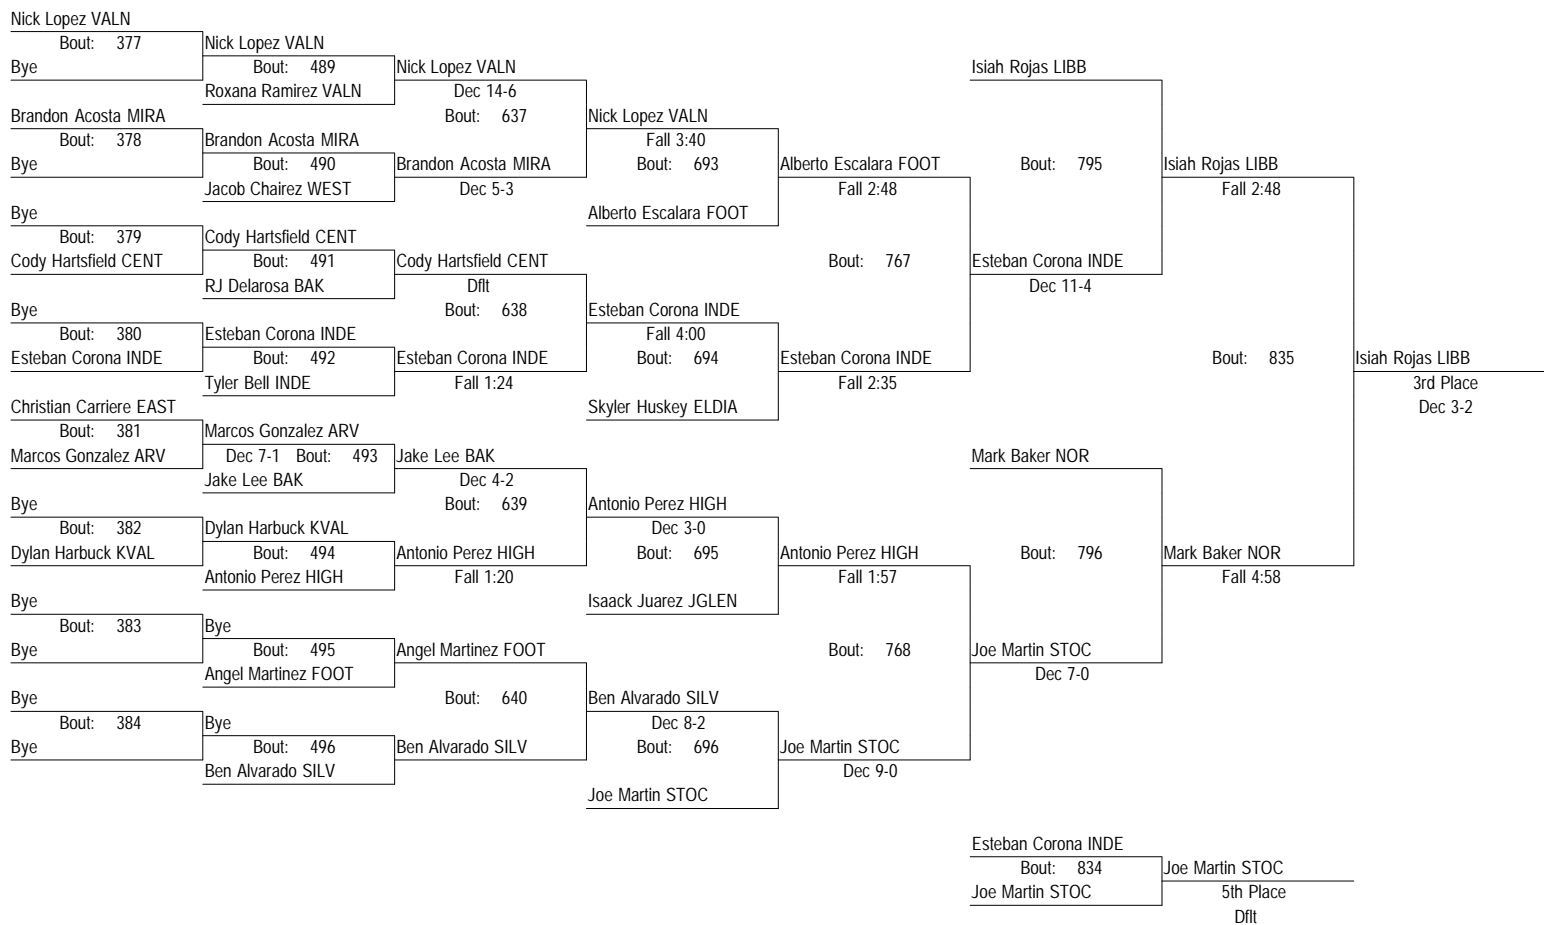 Nick Lopez VALN
Bout: 377
Bye
Brandon Acosta MIRA
Bout: 378
Bye
Bye
Bout: 379
Cody Hartsfield CENT
Bye
Bout: 380
Esteban Corona INDE
Christian Carriere EAST
Bout: 381
Marcos Gonzalez ARV
Bye
Bout: 382
Dylan Harbuck KVAL
Bye
Bout: 383
Bye
Bye
Bout: 384
Bye
Nick Lopez VALN
Bout: 489
Roxana Ramirez VALN
Brandon Acosta MIRA
Bout: 490
Jacob Chairez WEST
Cody Hartsfield CENT
Bout: 491
RJ Delarosa BAK
Esteban Corona INDE
Bout: 492
Tyler Bell INDE
Marcos Gonzalez ARV
Dec 7-1 Bout: 493
Jake Lee BAK
Dylan Harbuck KVAL
Bout: 494
Antonio Perez HIGH
Bye
Bout: 495
Angel Martinez FOOT
Bye
Bout: 496
Ben Alvarado SILV
Nick Lopez VALN
Dec 14-6
Bout: 637
Brandon Acosta MIRA
Dec 5-3
Cody Hartsfield CENT
Dflt
Bout: 638
Esteban Corona INDE
Fall 1:24
Jake Lee BAK
Dec 4-2
Bout: 639
Antonio Perez HIGH
Fall 1:20
Angel Martinez FOOT
Bout: 640
Ben Alvarado SILV
Nick Lopez VALN
Fall 3:40
Bout: 693
Alberto Escalara FOOT
Esteban Corona INDE
Fall 4:00
Bout: 694
Skyler Huskey ELDIA
Antonio Perez HIGH
Dec 3-0
Bout: 695
Isaack Juarez JGLEN
Ben Alvarado SILV
Dec 8-2
Bout: 696
Joe Martin STOC
Alberto Escalara FOOT
Fall 2:48
Bout: 767
Esteban Corona INDE
Fall 2:35
Antonio Perez HIGH
Fall 1:57
Bout: 768
Joe Martin STOC
Dec 9-0
Isiah Rojas LIBB
Bout: 795
Esteban Corona INDE
Dec 11-4
Mark Baker NOR
Bout: 796
Joe Martin STOC
Dec 7-0
Isiah Rojas LIBB
Fall 2:48
Bout: 835
Mark Baker NOR
Fall 4:58
Isiah Rojas LIBB
3rd Place
Dec 3-2
Esteban Corona INDE
Bout: 834
Joe Martin STOC
Joe Martin STOC
5th Place
Dflt